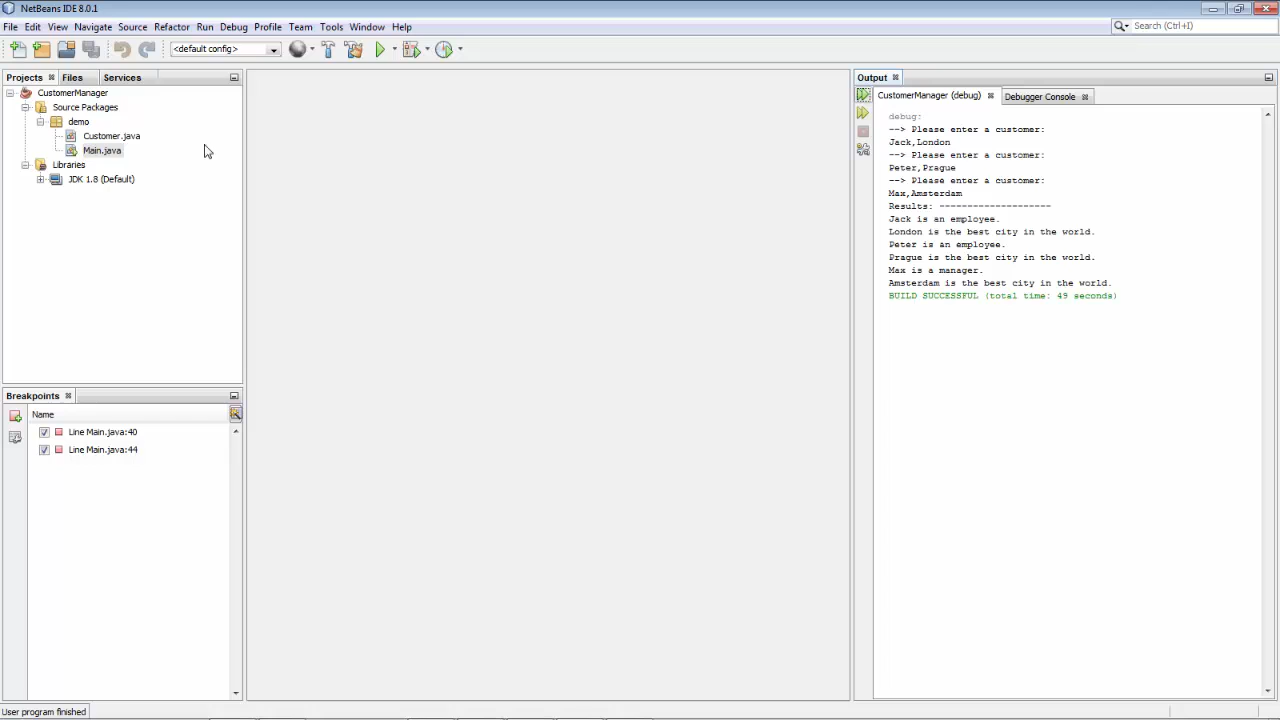 NetBeans IDE 8.0.1
File Edit View Navigate Source Refactor Run Debug Profile Team Tools Window Help
Search (Ctrl+I)
<default config>
Projects Files Services
CustomerManager
Source Packages
demo
Customer.java
Main.java
Libraries
JDK 1.8 (Default)
Breakpoints
Name
Line Main.java:40
Line Main.java:44
Output
CustomerManager (debug) Debugger Console
debug:
--> Please enter a customer:
Jack,London
--> Please enter a customer:
Peter,Prague
--> Please enter a customer:
Max,Amsterdam
Results: --------------------
Jack is an employee.
London is the best city in the world.
Peter is an employee.
Prague is the best city in the world.
Max is a manager.
Amsterdam is the best city in the world.
BUILD SUCCESSFUL (total time: 49 seconds)
User program finished